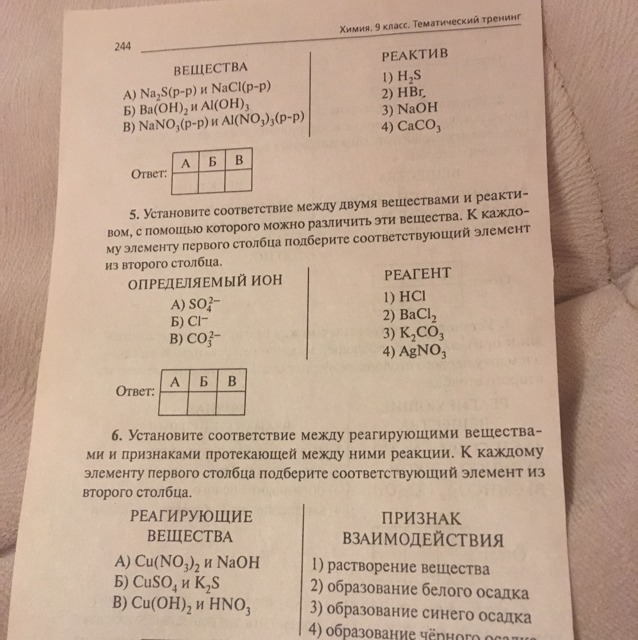 244
Химия. 9 класс. Тематический тренинг
ВЕЩЕСТВА
А) Na₂S(р-р) и NaCl(р-р)
Б) Ba(OH)₂ и Al(OH)₃
В) NaNO₃(р-р) и Al(NO₃)₃(р-р)
РЕАКТИВ
1) H₂S
2) HBr
3) NaOH
4) CaCO₃
Ответ:
А Б В
5. Установите соответствие между двумя веществами и реакти-
вом, с помощью которого можно различить эти вещества. К каждо-
му элементу первого столбца подберите соответствующий элемент
из второго столбца.
ОПРЕДЕЛЯЕМЫЙ ИОН
А) SO₄²⁻
Б) Cl⁻
В) CO₃²⁻
РЕАГЕНТ
1) HCl
2) BaCl₂
3) K₂CO₃
4) AgNO₃
Ответ:
А Б В
6. Установите соответствие между реагирующими вещества-
ми и признаками протекающей между ними реакции. К каждому
элементу первого столбца подберите соответствующий элемент из
второго столбца.
РЕАГИРУЮЩИЕ
ВЕЩЕСТВА
А) Cu(NO₃)₂ и NaOH
Б) CuSO₄ и K₂S
В) Cu(OH)₂ и HNO₃
ПРИЗНАК
ВЗАИМОДЕЙСТВИЯ
1) растворение вещества
2) образование белого осадка
3) образование синего осадка
4) образование чёрного осадка